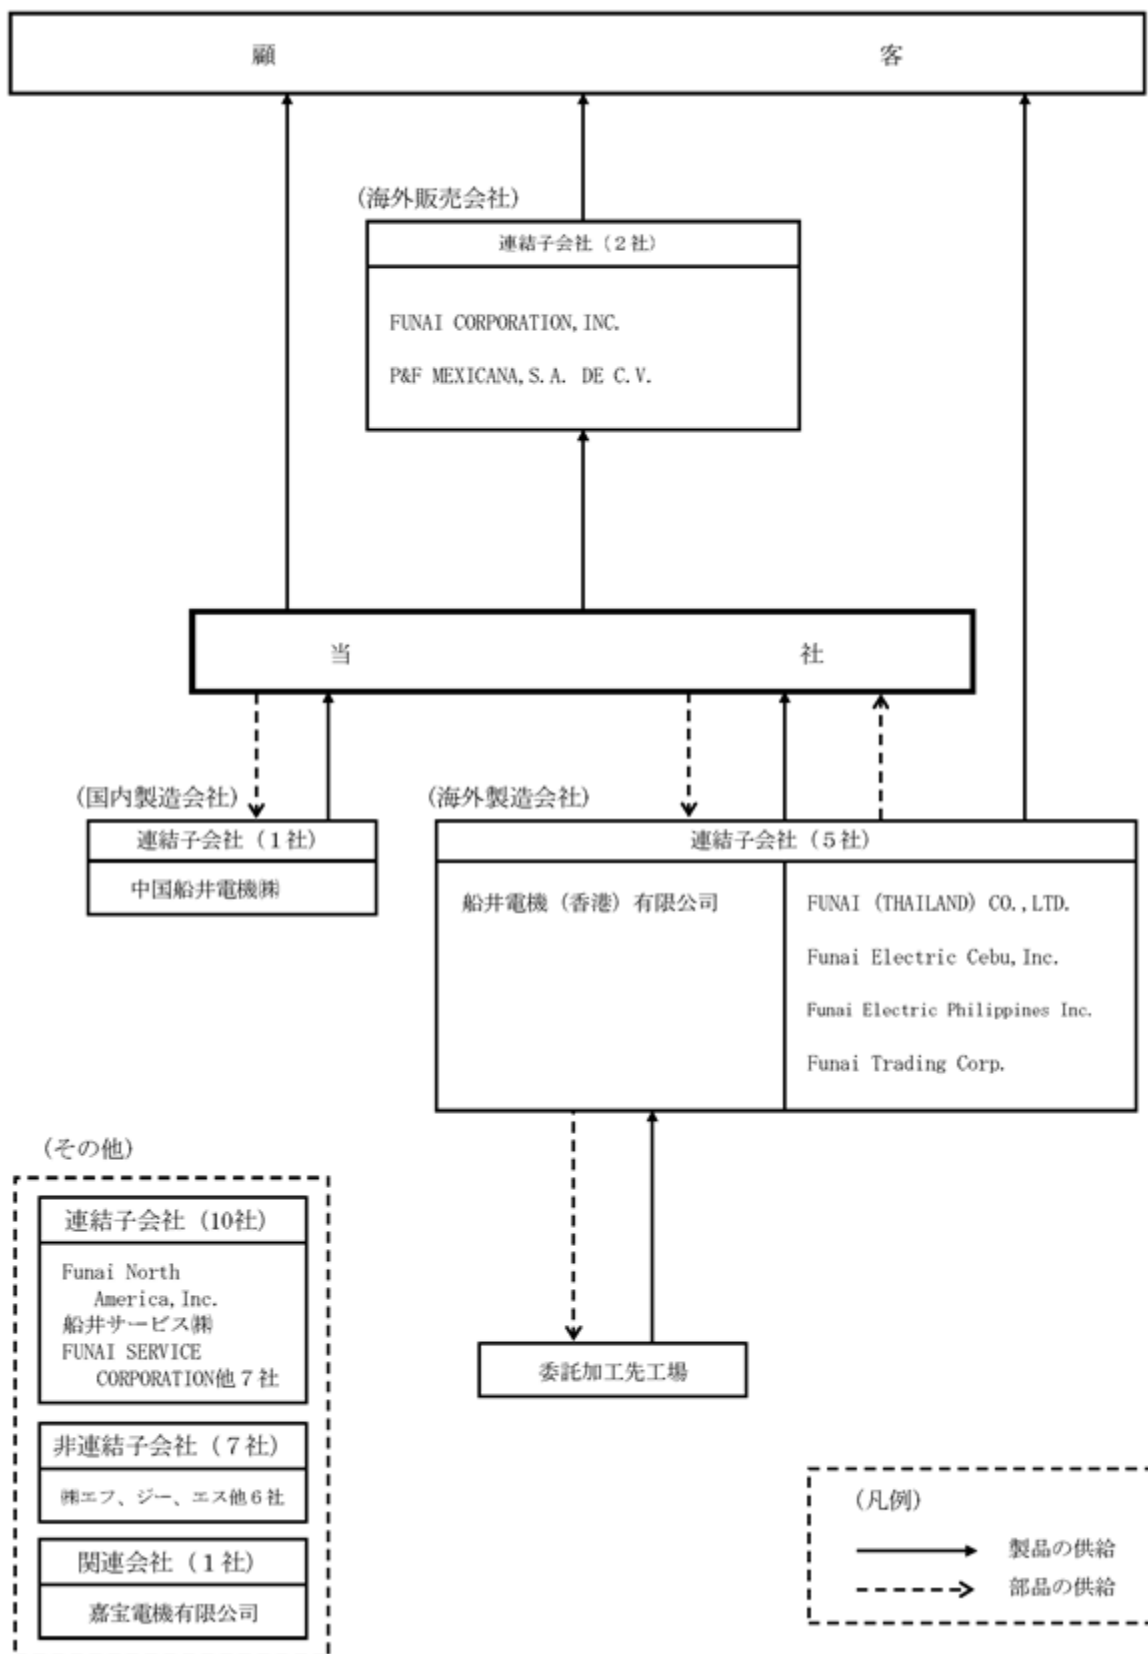 顧 客
(海外販売会社)
連結子会社(2社)
FUNAI CORPORATION,INC.
P&F MEXICANA,S.A. DE C.V.
当 社
(国内製造会社)
連結子会社(1社)
中国船井電機㈱
(海外製造会社)
連結子会社(5社)
船井電機(香港)有限公司
FUNAI (THAILAND) CO.,LTD.
Funai Electric Cebu,Inc.
Funai Electric Philippines Inc.
Funai Trading Corp.
委託加工先工場
(その他)
連結子会社(10社)
Funai North
America,Inc.
船井サービス㈱
FUNAI SERVICE
CORPORATION他7社
非連結子会社(7社)
㈱エフ、ジー、エス他6社
関連会社(1社)
嘉宝電機有限公司
(凡例)
製品の供給
部品の供給